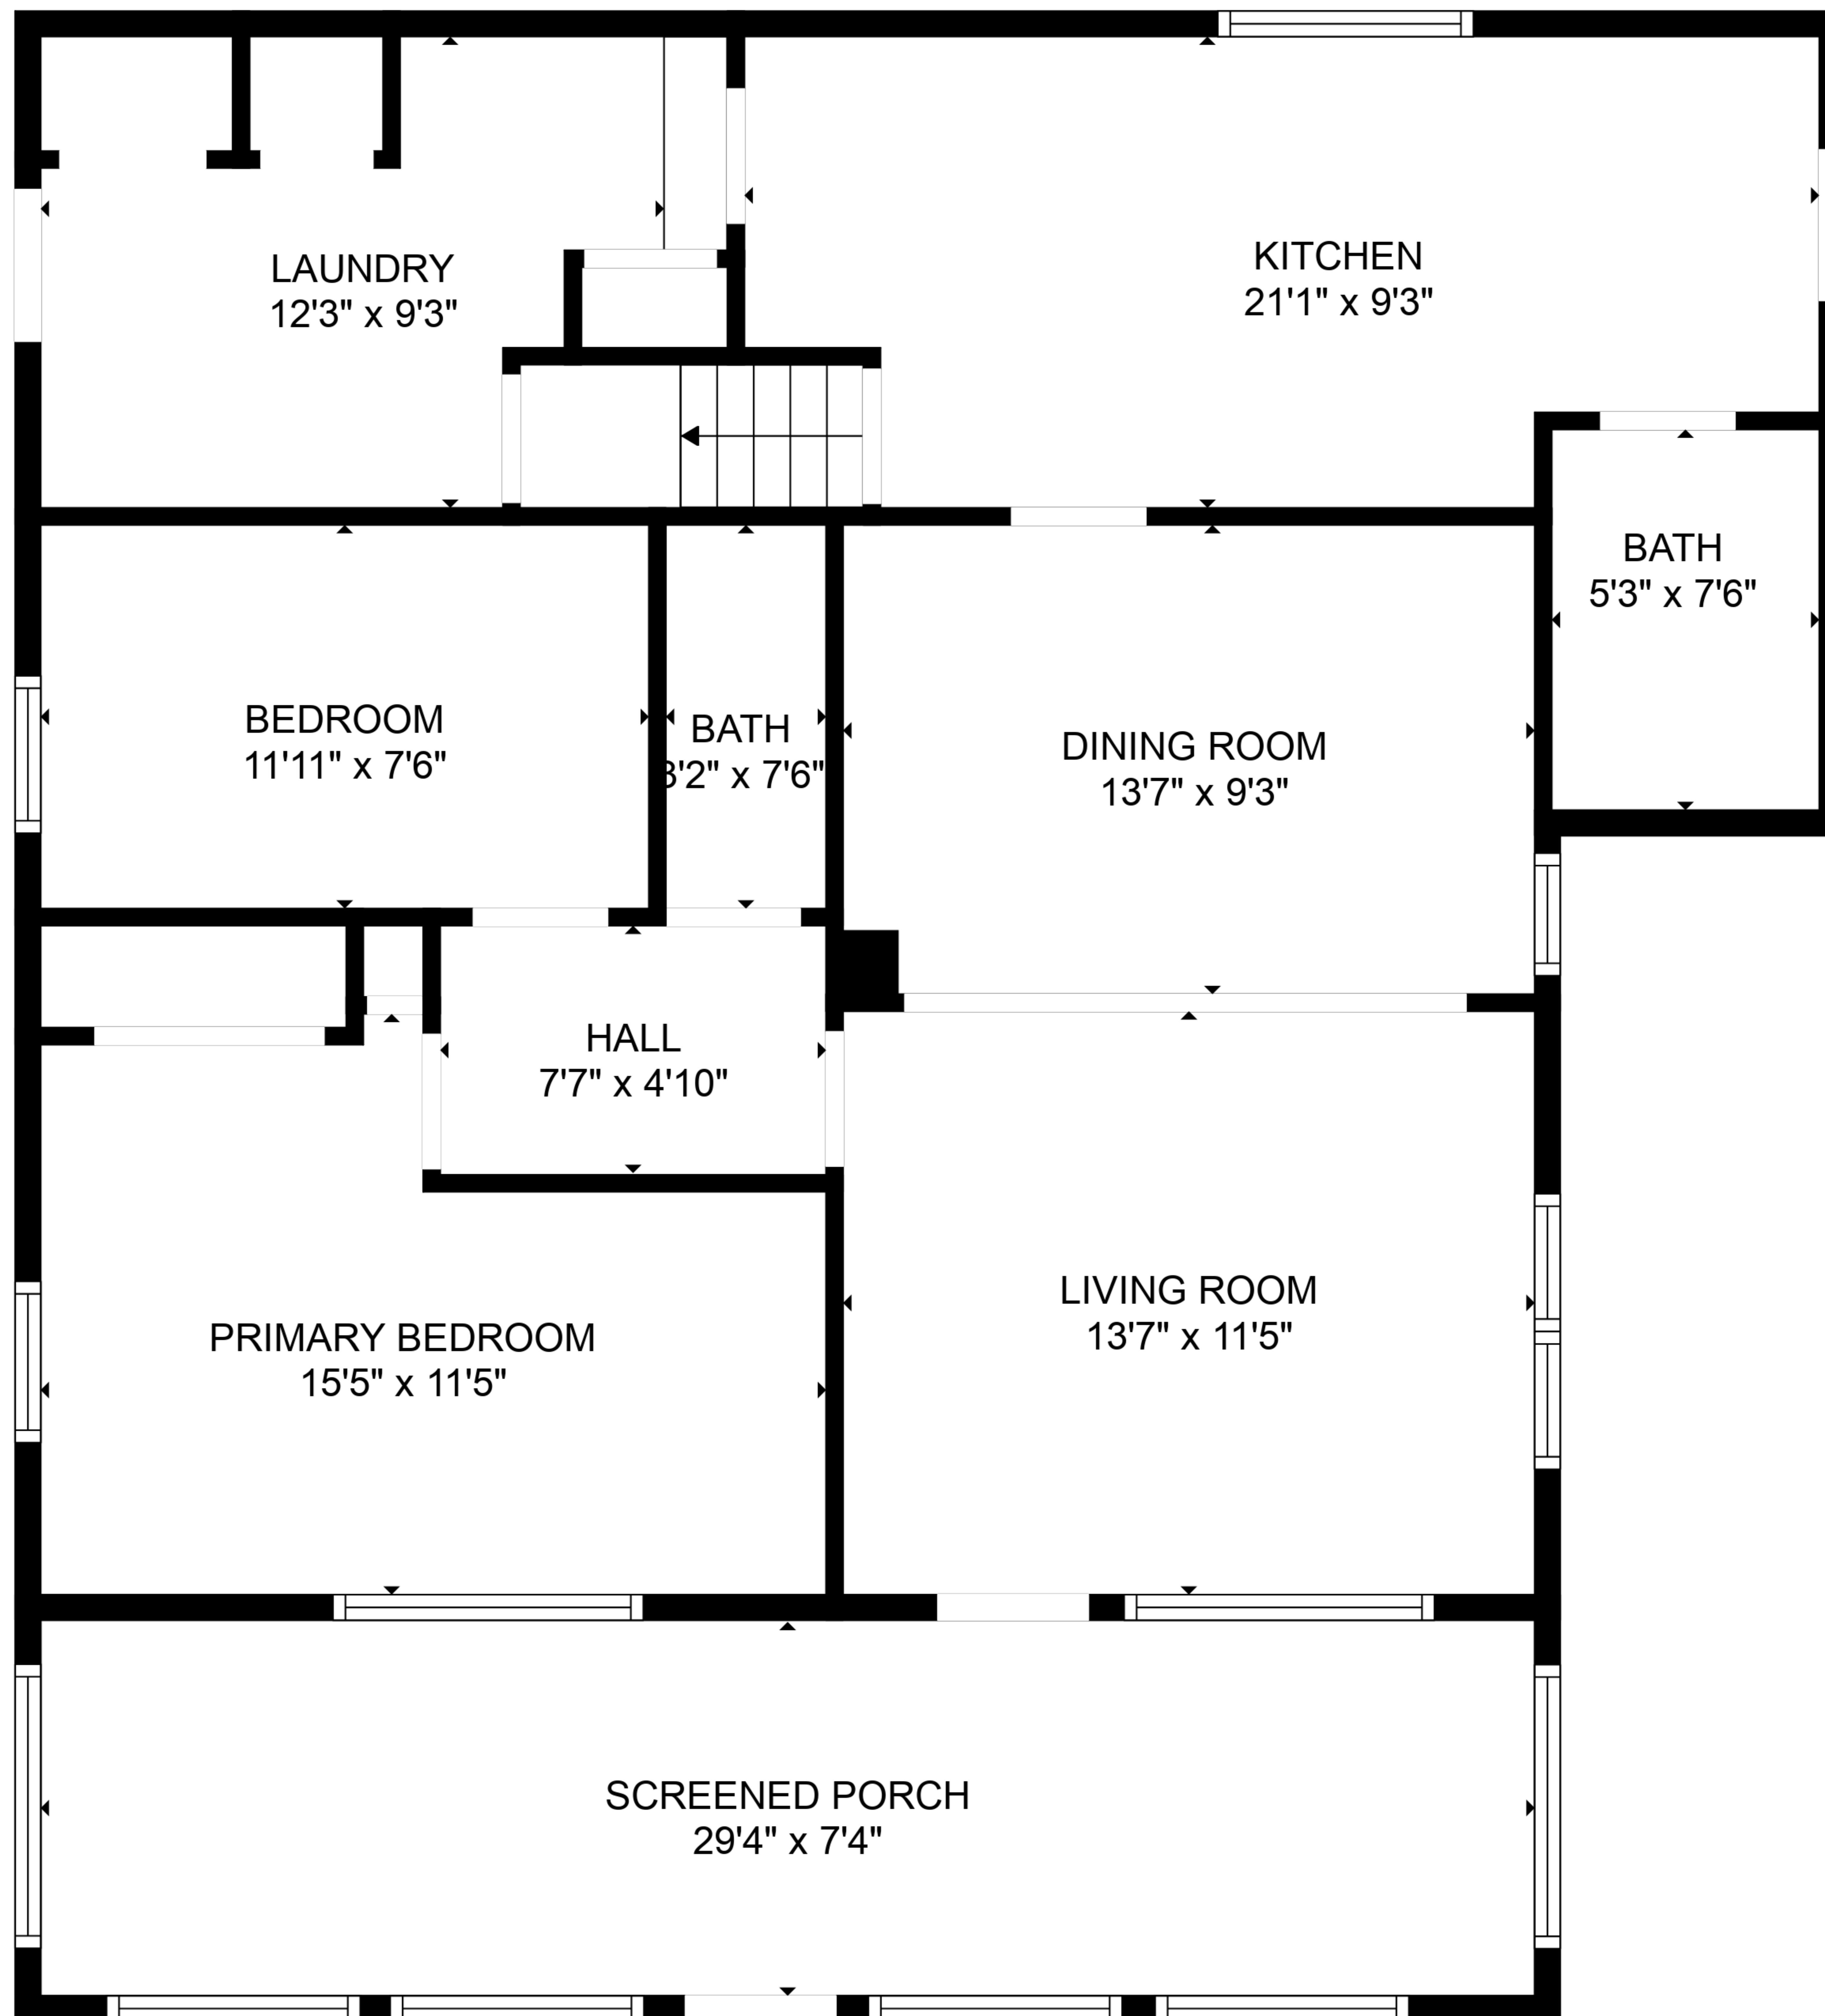 LAUNDRY
12'3" x 9'3"
KITCHEN
21'1" x 9'3"
BATH
5'3" x 7'6"
BEDROOM
11'11" x 7'6"
BATH
3'2" x 7'6"
DINING ROOM
13'7" x 9'3"
HALL
7'7" x 4'10"
LIVING ROOM
13'7" x 11'5"
PRIMARY BEDROOM
15'5" x 11'5"
SCREENED PORCH
29'4" x 7'4"